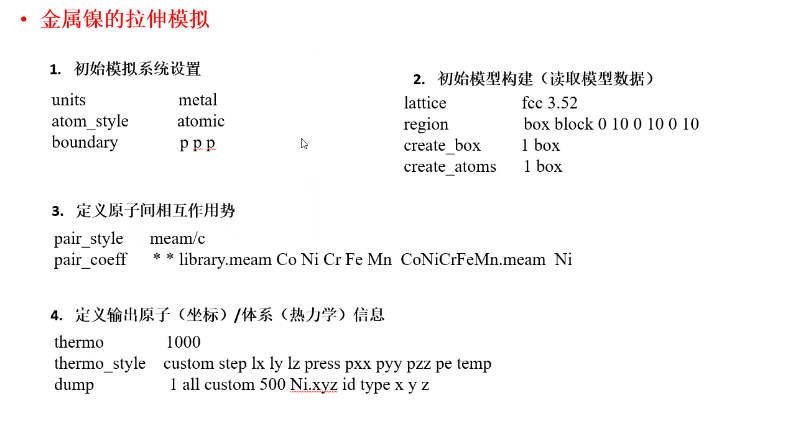 • 金属镍的拉伸模拟
1. 初始模拟系统设置
units metal
atom_style atomic
boundary p p p
2. 初始模型构建（读取模型数据）
lattice fcc 3.52
region box block 0 10 0 10 0 10
create_box 1 box
create_atoms 1 box
3. 定义原子间相互作用势
pair_style meam/c
pair_coeff * * library.meam Co Ni Cr Fe Mn CoNiCrFeMn.meam Ni
4. 定义输出原子（坐标）/体系（热力学）信息
thermo 1000
thermo_style custom step lx ly lz press pxx pyy pzz pe temp
dump 1 all custom 500 Ni.xyz id type x y z